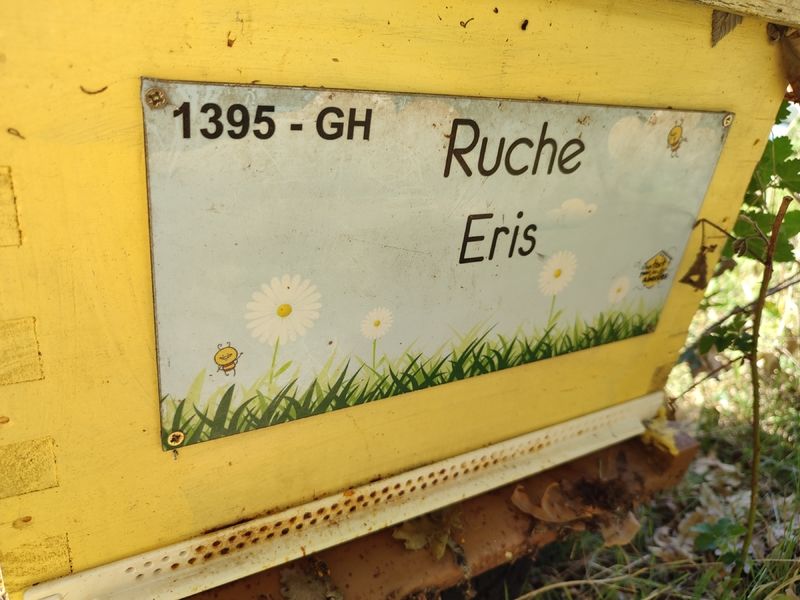 1395 - GH
Ruche
Eris